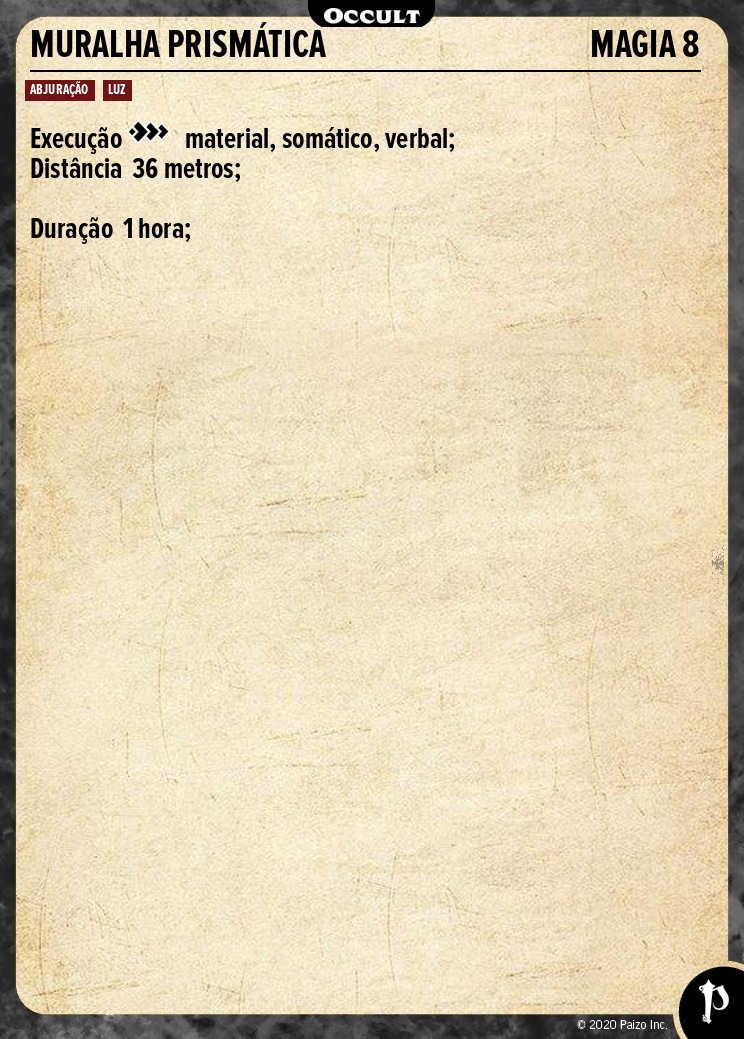 OCCULT
MURALHA PRISMÁTICA MAGIA 8
ABJURAÇÃO LUZ
Execução material, somático, verbal;
Distância 36 metros;
Duração 1 hora;
© 2020 Paizo Inc.